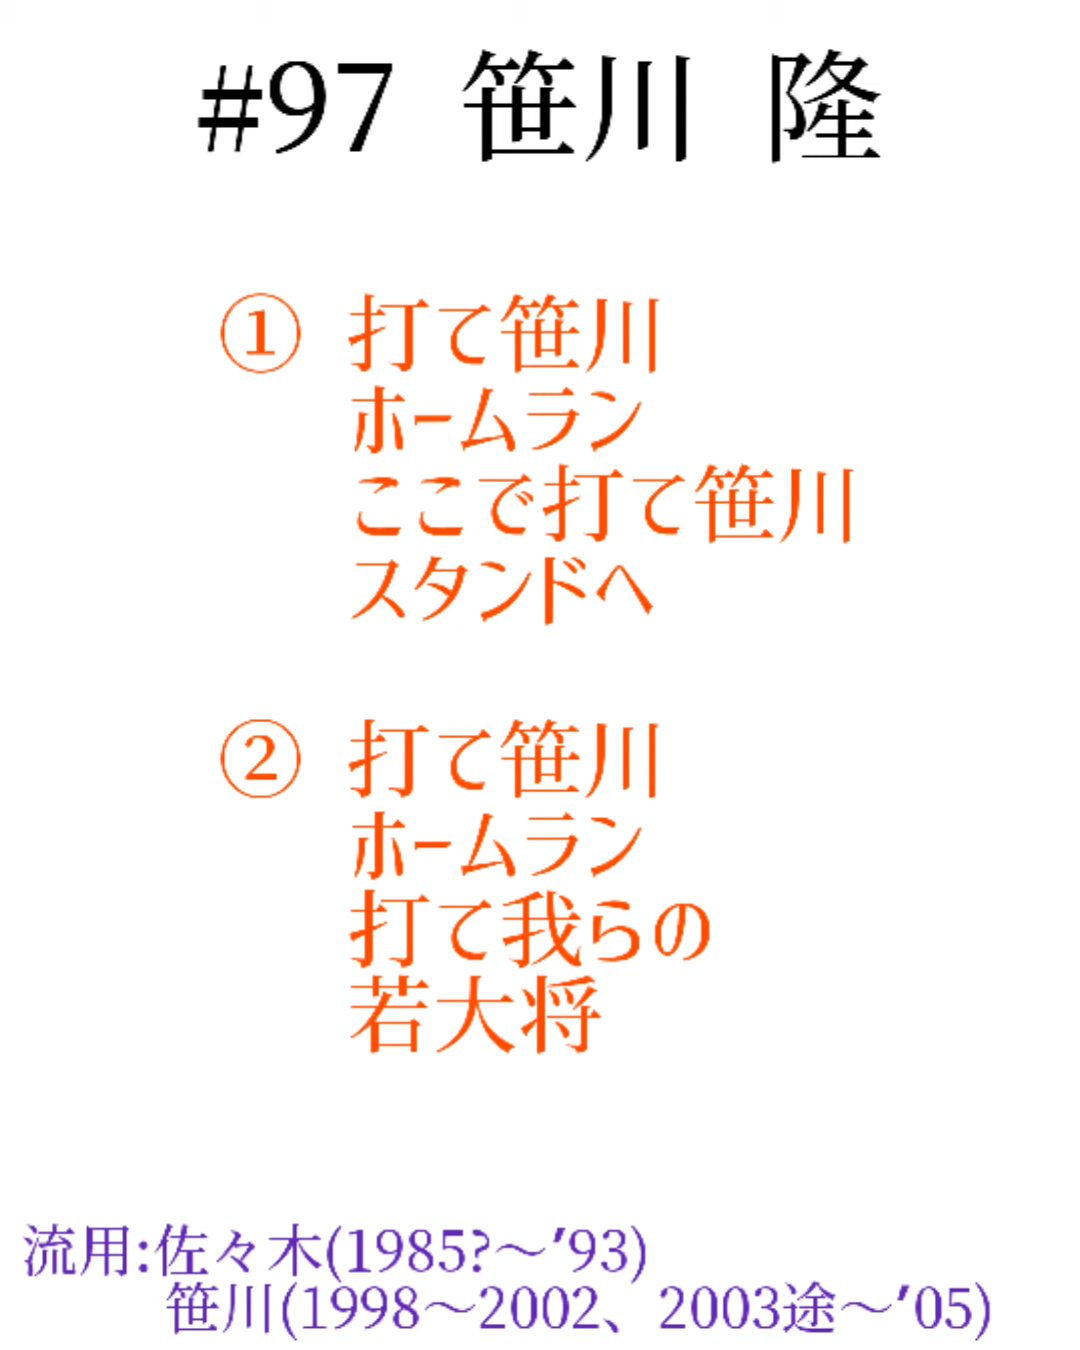 #97 笹川 隆
① 打て笹川
ホームラン
ここで打て笹川
スタンドへ
② 打て笹川
ホームラン
打て我らの
若大将
流用:佐々木(1985?～’93)
笹川(1998～2002、2003途～’05)